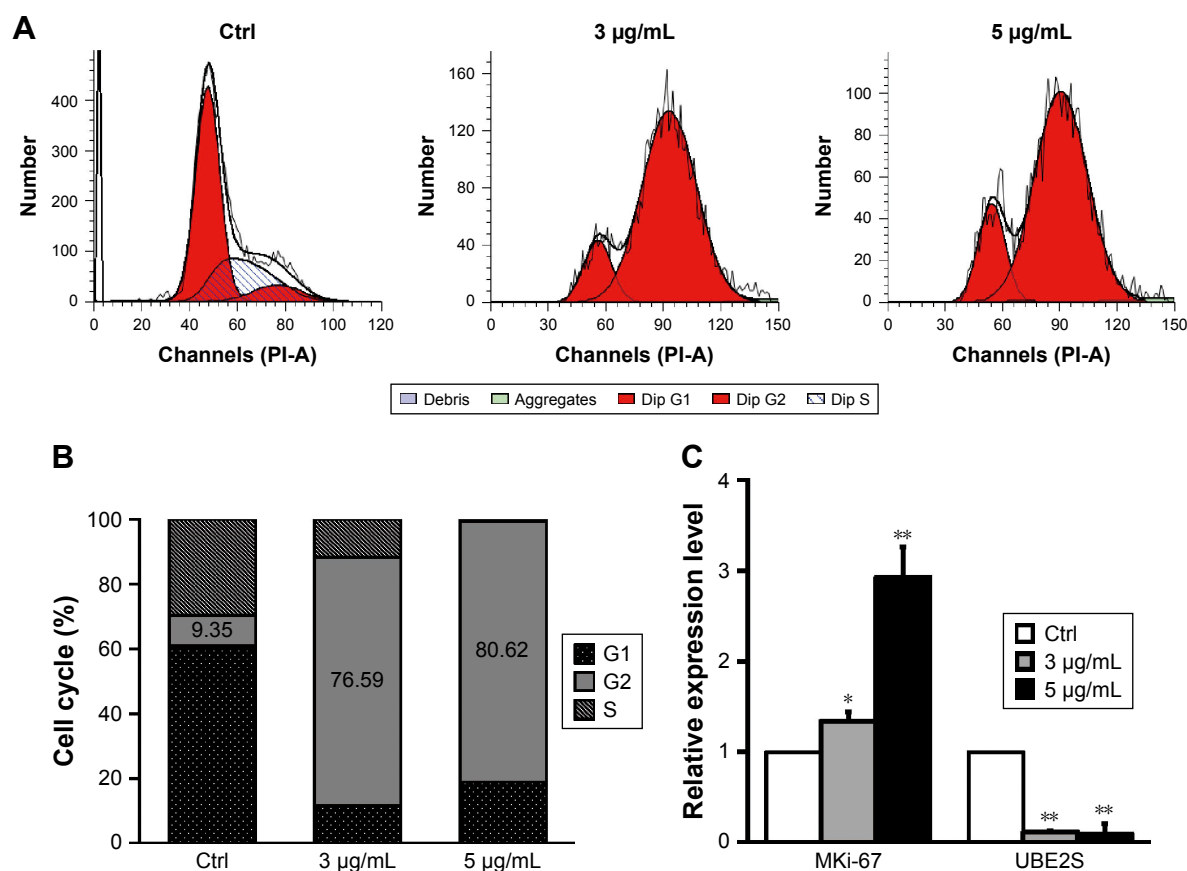 A
Ctrl
3 µg/mL
5 µg/mL
Number
400
300
200
100
0
0 20 40 60 80 100 120
Channels (PI-A)
Number
160
120
80
40
0
0 30 60 90 120 150
Channels (PI-A)
Number
100
80
60
40
20
0
0 30 60 90 120 150
Channels (PI-A)
Debris Aggregates Dip G1 Dip G2 Dip S
B
Cell cycle (%)
100
80
60
40
20
0
9.35
76.59
80.62
Ctrl 3 µg/mL 5 µg/mL
G1
G2
S
C
Relative expression level
4
3
2
1
0
*
**
**
**
MKi-67 UBE2S
Ctrl
3 µg/mL
5 µg/mL